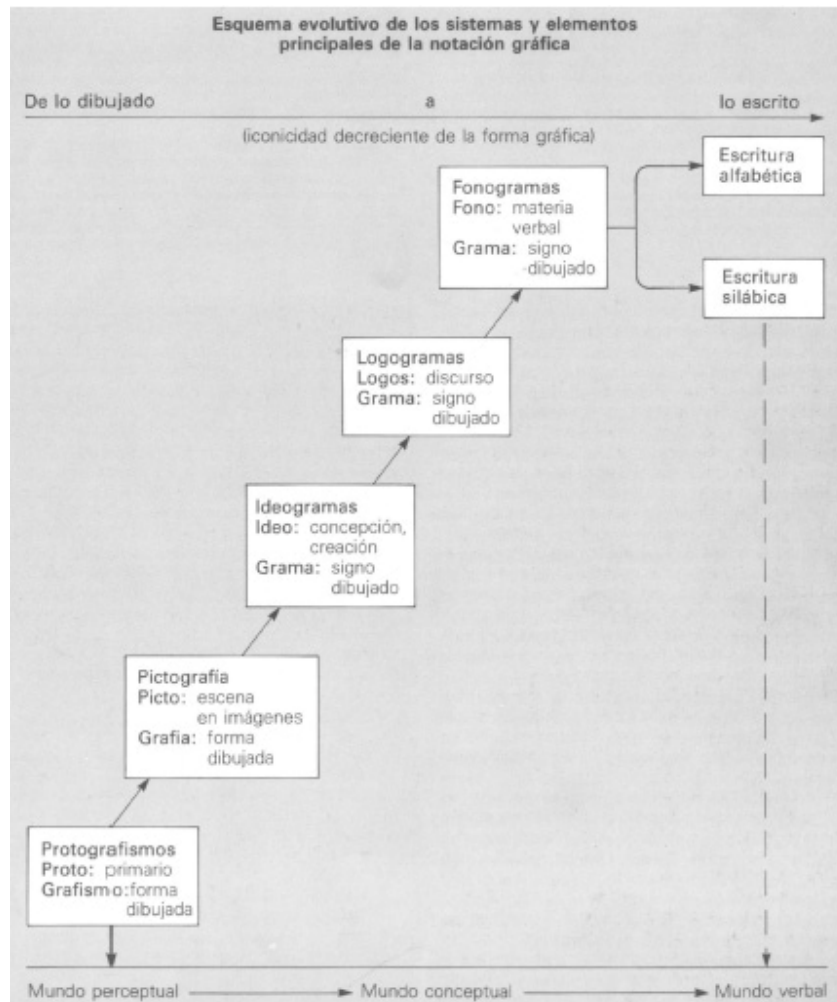 Esquema evolutivo de los sistemas y elementos
principales de la notación gráfica
De lo dibujado a lo escrito
(iconicidad decreciente de la forma gráfica)
Escritura
alfabética
Fonogramas
Fono: materia
verbal
Grama: signo
dibujado
Escritura
silábica
Logogramas
Logos: discurso
Grama: signo
dibujado
Ideogramas
Ideo: concepción,
creación
Grama: signo
dibujado
Pictografía
Picto: escena
en imágenes
Grafia: forma
dibujada
Protografismos
Proto: primario
Grafismo:forma
dibujada
Mundo perceptual Mundo conceptual Mundo verbal